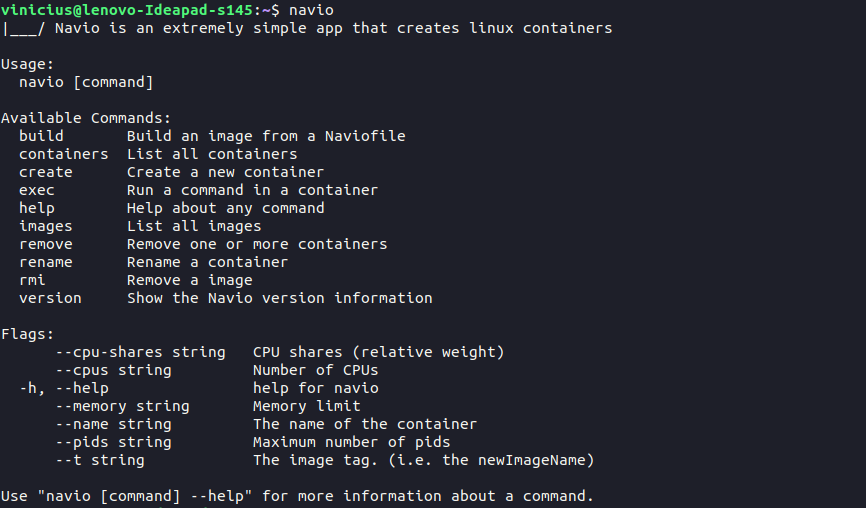 vinicius@lenovo-Ideapad-s145:~$ navio
|___/ Navio is an extremely simple app that creates linux containers

Usage:
  navio [command]

Available Commands:
  build       Build an image from a Naviofile
  containers  List all containers
  create      Create a new container
  exec        Run a command in a container
  help        Help about any command
  images      List all images
  remove      Remove one or more containers
  rename      Rename a container
  rmi         Remove a image
  version     Show the Navio version information

Flags:
      --cpu-shares string   CPU shares (relative weight)
      --cpus string         Number of CPUs
  -h, --help                help for navio
      --memory string       Memory limit
      --name string         The name of the container
      --pids string         Maximum number of pids
      --t string            The image tag. (i.e. the newImageName)

Use "navio [command] --help" for more information about a command.